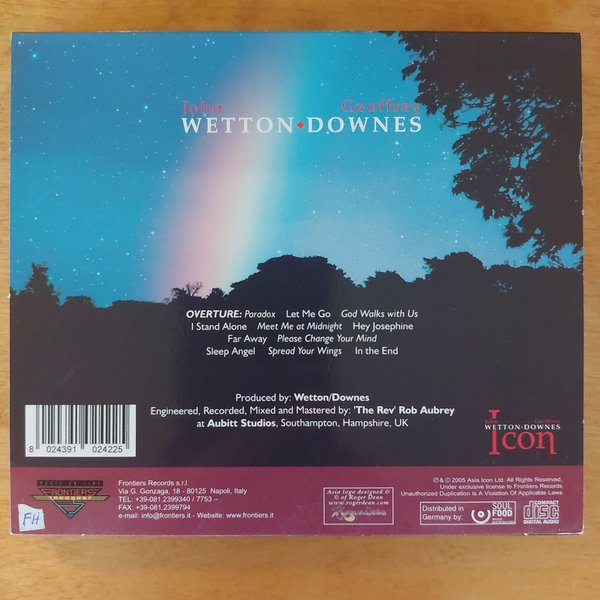 John Geoffrey
WETTON • DOWNES
OVERTURE: Paradox Let Me Go God Walks with Us
I Stand Alone Meet Me at Midnight Hey Josephine
Far Away Please Change Your Mind
Sleep Angel Spread Your Wings In the End
Produced by: Wetton/Downes
Engineered, Recorded, Mixed and Mastered by: 'The Rev' Rob Aubrey
at Aubitt Studios, Southampton, Hampshire, UK
8 024391 024225
John Geoffrey
WETTON • DOWNES
Icon
FRONTIERS
FH
Frontiers Records s.r.l.
Via G. Gonzaga, 18 - 80125 Napoli, Italy
TEL: +39-081.2399340 / 7753 –
FAX: +39-081.2399794
e-mail: info@frontiers.it - Website: www.frontiers.it
Asia logo designed &
© of Roger Dean
www.rogerdean.com
Roger Dean
℗ & © 2005 Asia Icon Ltd. All Rights Reserved.
Under exclusive license to Frontiers Records
Unauthorized Duplication Is A Violation Of Applicable Laws
Distributed in
Germany by:
SOUL
FOOD
COMPACT
disc
DIGITAL AUDIO